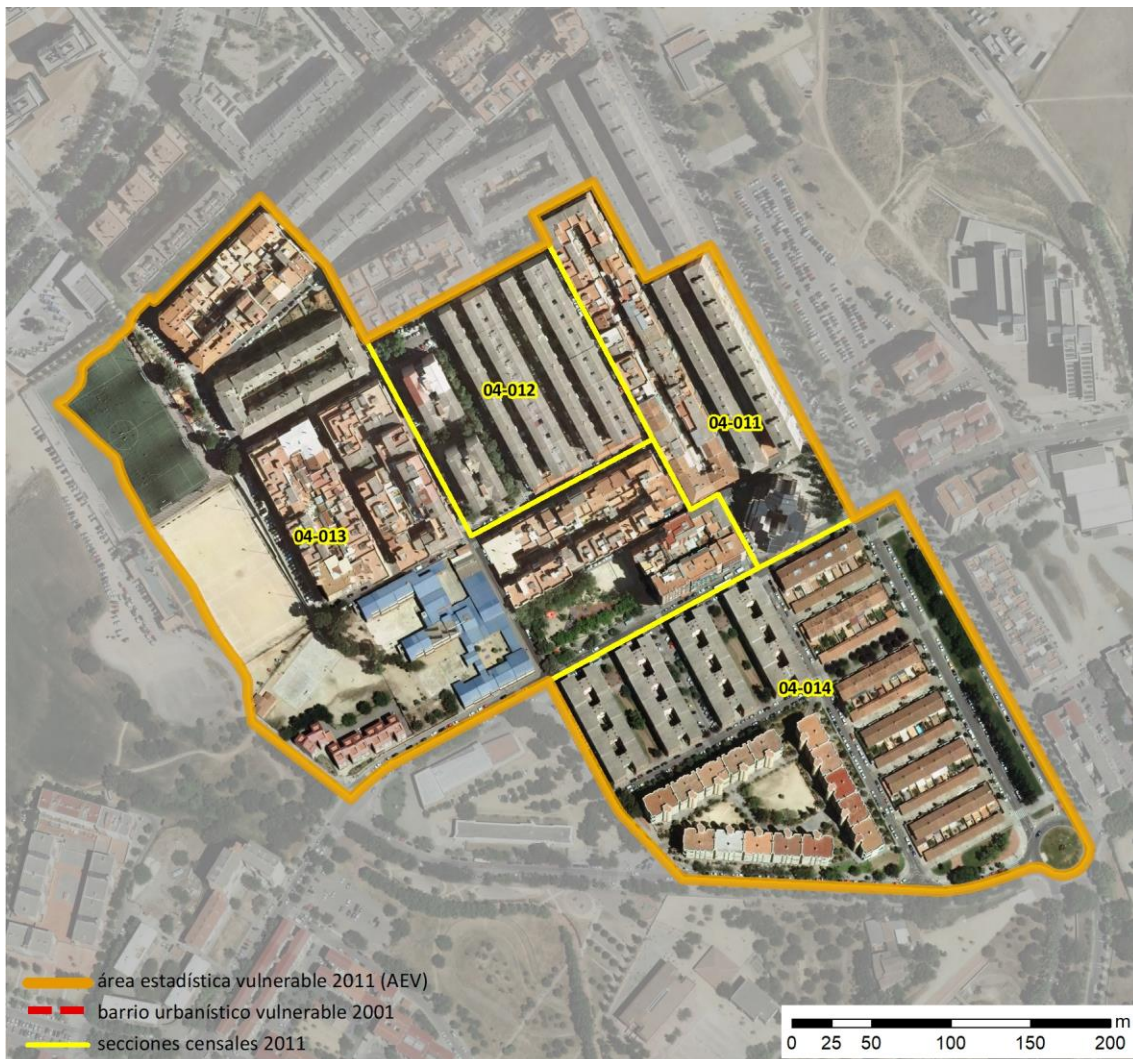 04-012
04-011
04-013
04-014
área estadística vulnerable 2011 (AEV)
barrio urbanístico vulnerable 2001
secciones censales 2011
m
0 25 50 100 150 200